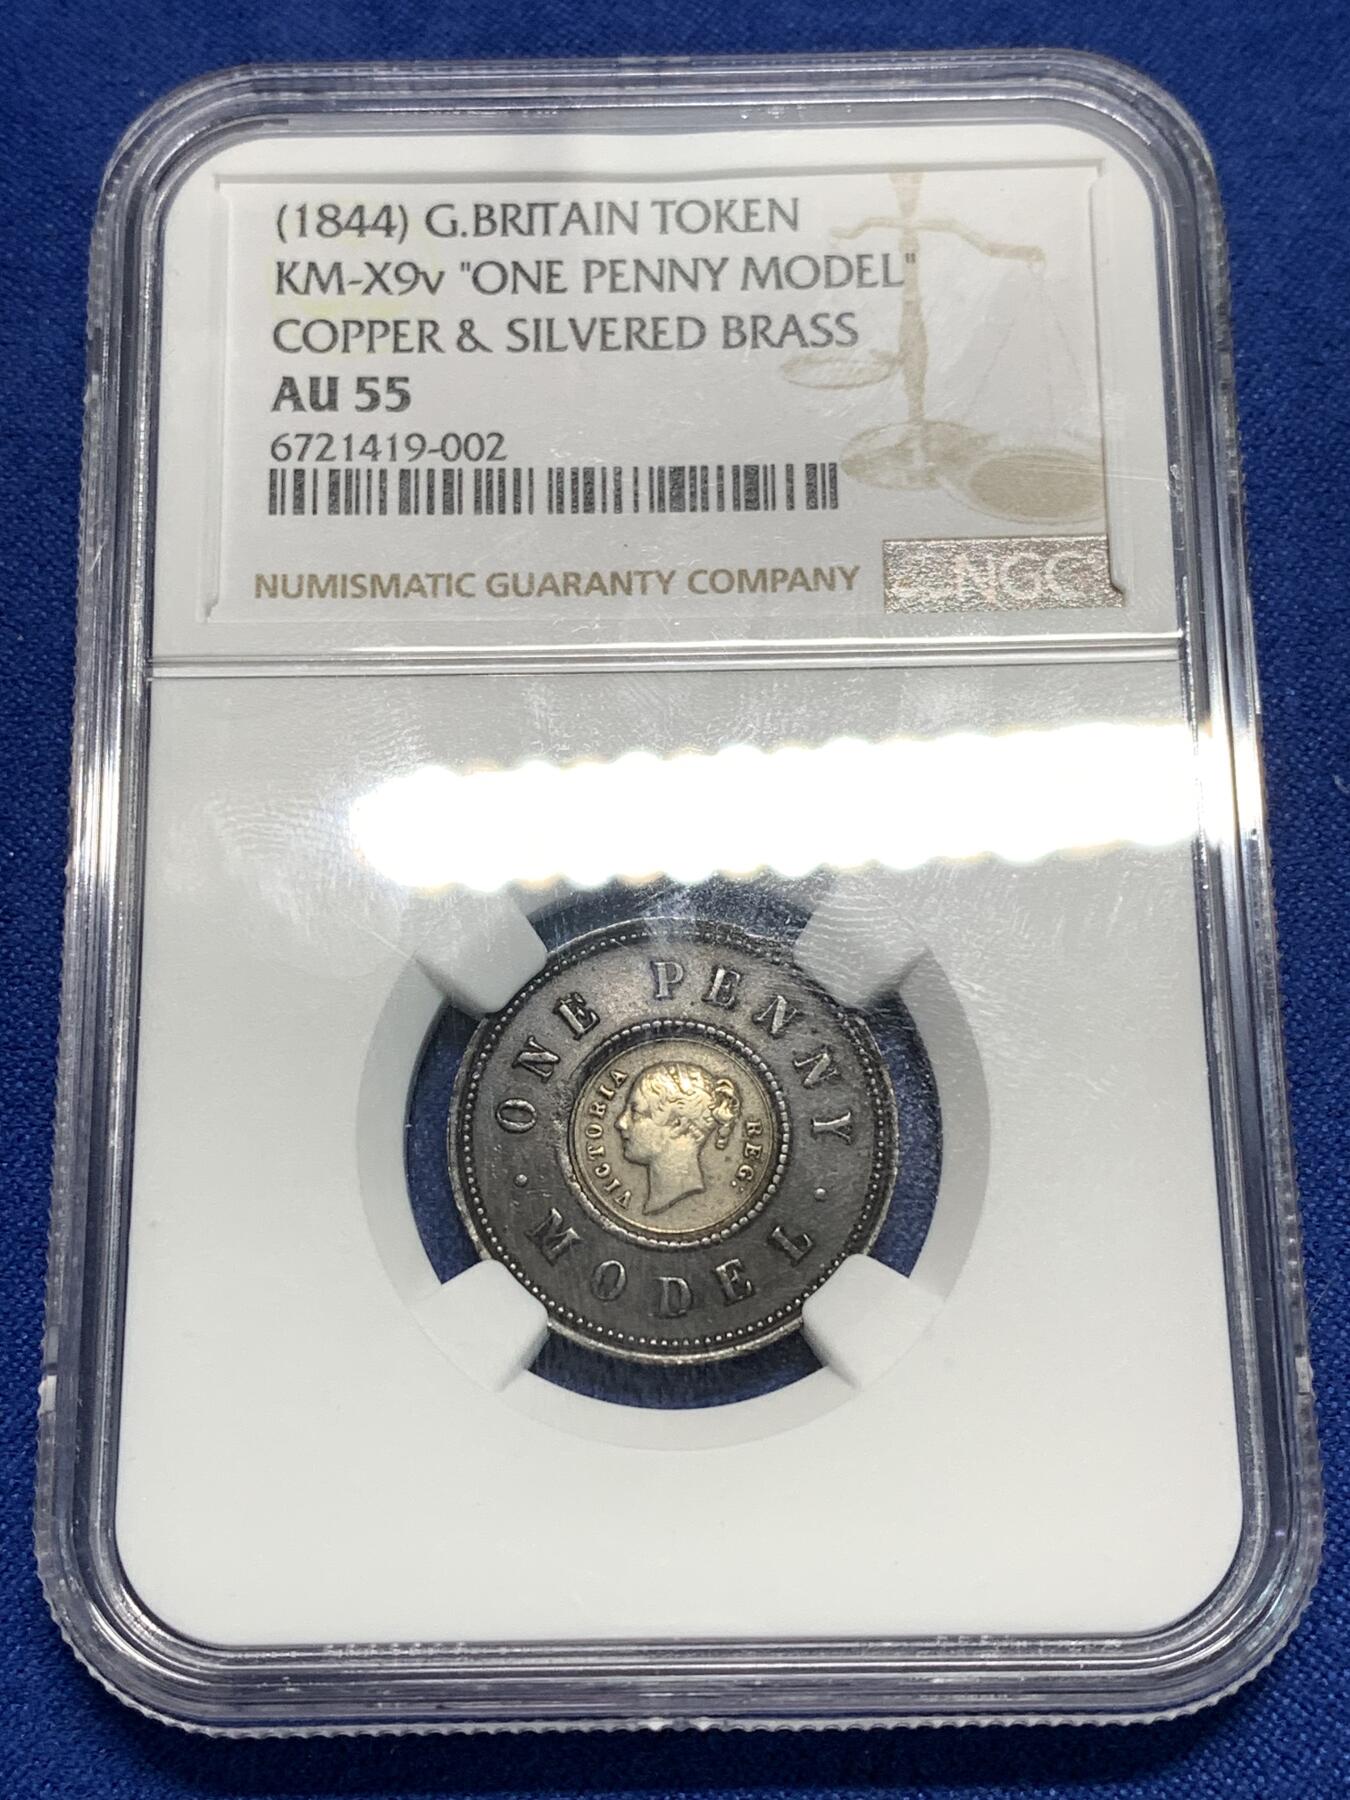 (1844) G.BRITAIN TOKEN
KM-X9v "ONE PENNY MODEL"
COPPER & SILVERED BRASS
AU 55
6721419-002
NUMISMATIC GUARANTY COMPANY
NGC
ONE PENNY
VICTORIA REG.
· MODEL ·